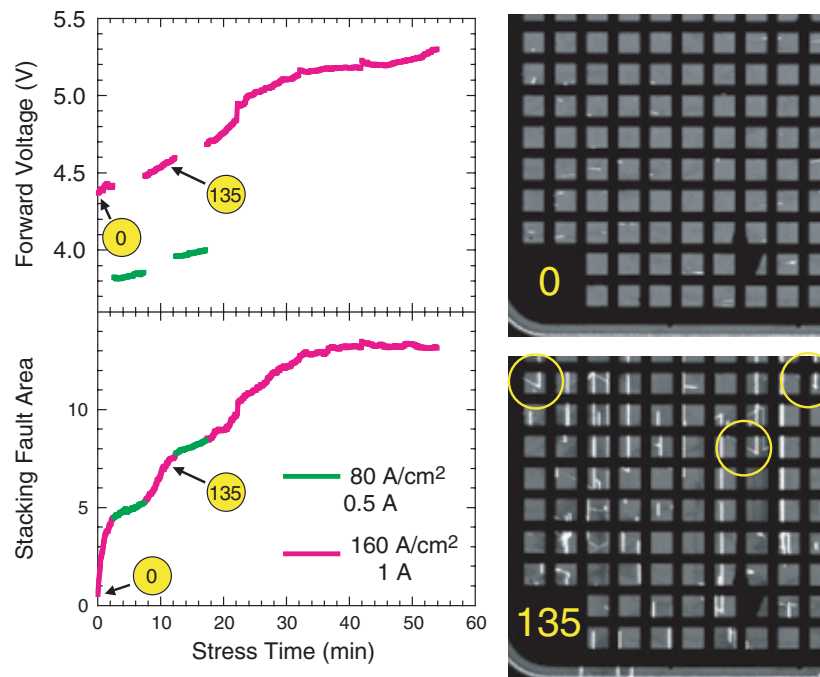 5.5
5.0
4.5
4.0
Forward Voltage (V)
0
135
10
5
0
Stacking Fault Area
135
0
80 A/cm²
0.5 A
160 A/cm²
1 A
0 10 20 30 40 50 60
Stress Time (min)
0
135